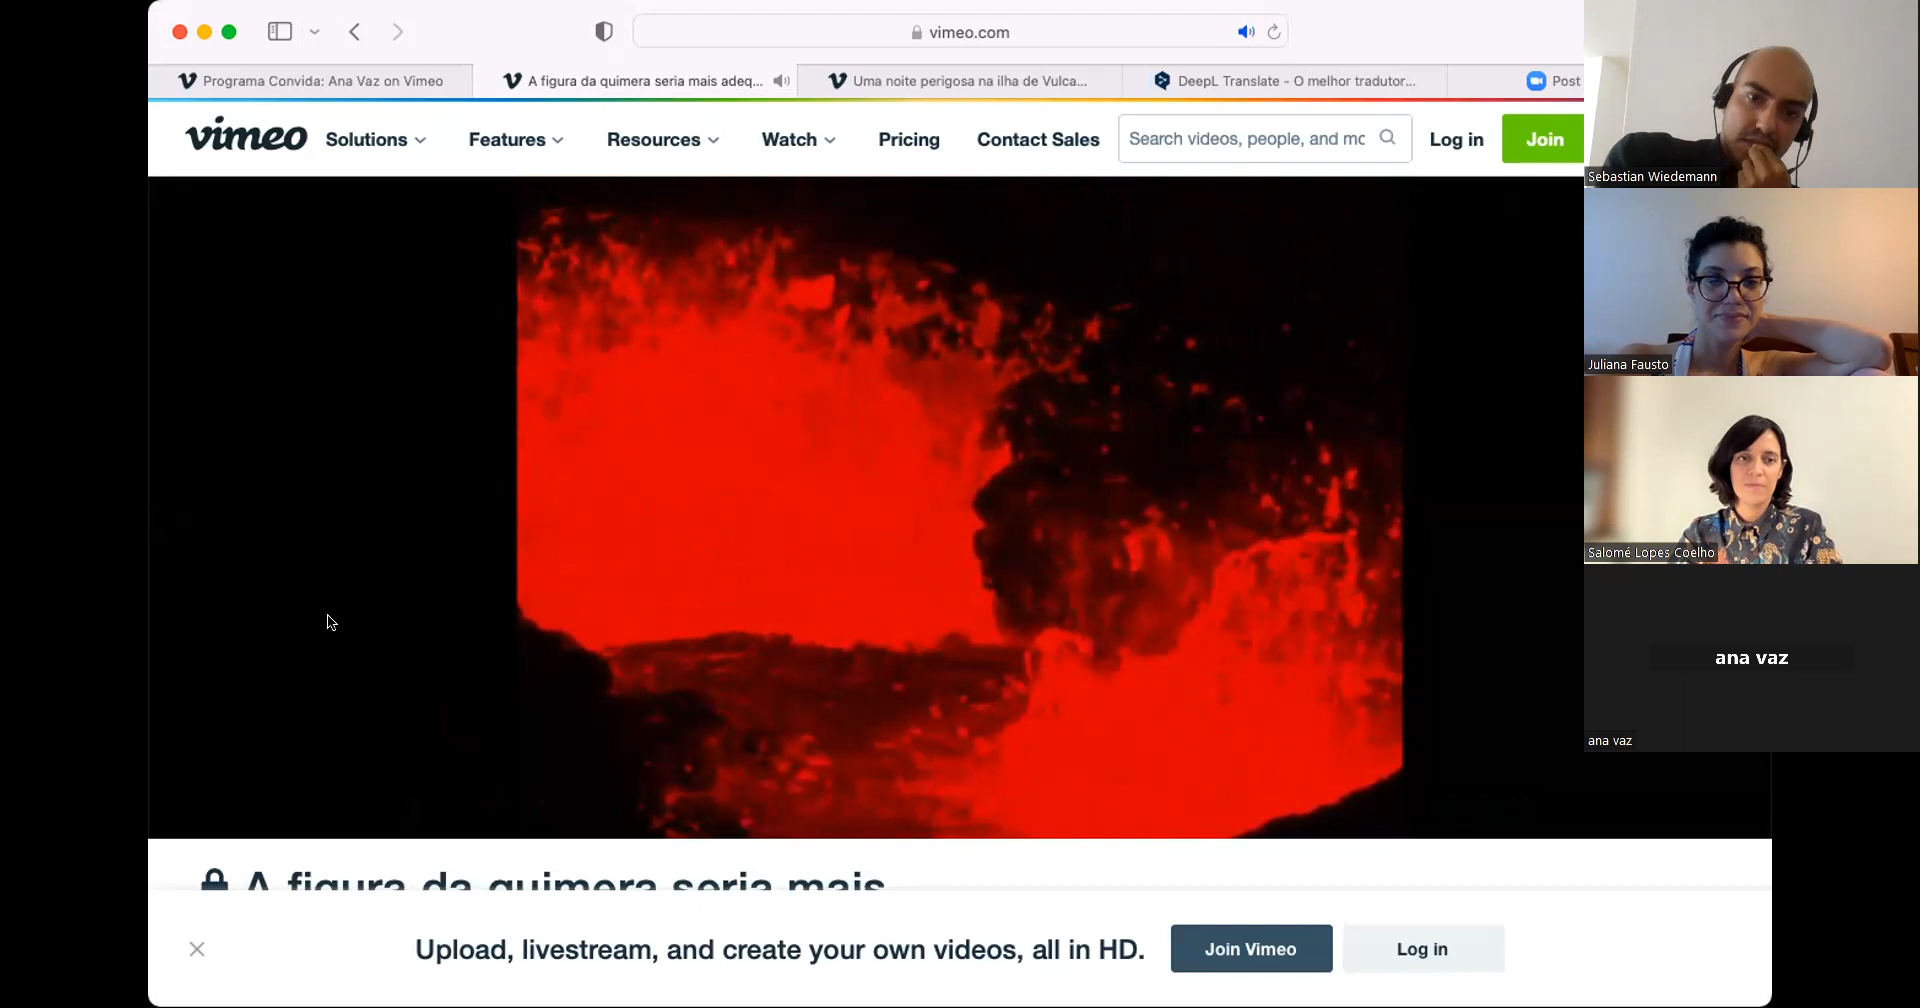 vimeo.com
Programa Convida: Ana Vaz on Vimeo
A figura da quimera seria mais adeq...
Uma noite perigosa na ilha de Vulca...
DeepL Translate - O melhor tradutor...
Post
vimeo
Solutions
Features
Resources
Watch
Pricing
Contact Sales
Search videos, people, and mo
Log in
Join
Sebastian Wiedemann
Juliana Fausto
Salomé Lopes Coelho
ana vaz
ana vaz
A figura da quimera seria mais
Upload, livestream, and create your own videos, all in HD.
Join Vimeo
Log in